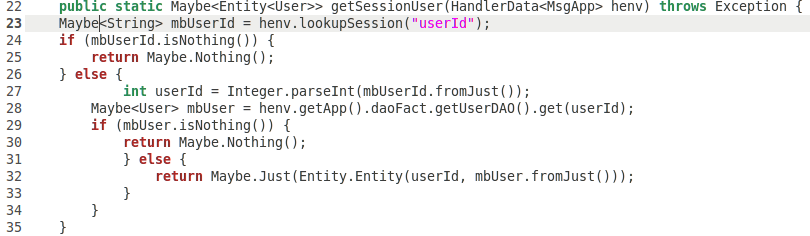 22    public static Maybe<Entity<User>> getSessionUser(HandlerData<MsgApp> henv) throws Exception {
23    Maybe<String> mbUserId = henv.lookupSession("userId");
24    if (mbUserId.isNothing()) {
25        return Maybe.Nothing();
26    } else {
27            int userId = Integer.parseInt(mbUserId.fromJust());
28        Maybe<User> mbUser = henv.getApp().daoFact.getUserDAO().get(userId);
29        if (mbUser.isNothing()) {
30            return Maybe.Nothing();
31            } else {
32                return Maybe.Just(Entity.Entity(userId, mbUser.fromJust()));
33            }
34        }
35    }